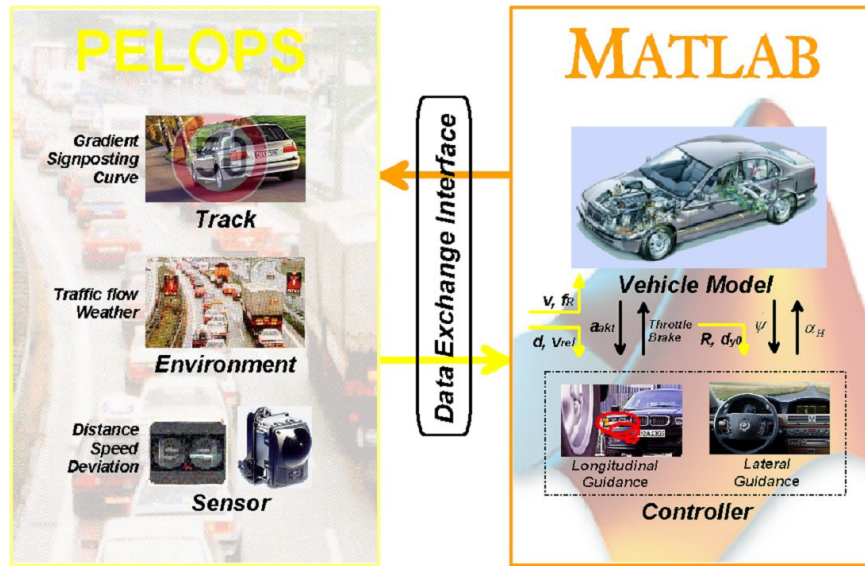 PELOPS
Gradient
Signposting
Curve
Track
Traffic flow
Weather
Environment
Distance
Speed
Deviation
Sensor
Data Exchange Interface
MATLAB
Vehicle Model
v, fR
d, vref
aakt
Throttle
Brake
R, dy0
ψ̇
αH
Longitudinal
Guidance
Lateral
Guidance
Controller